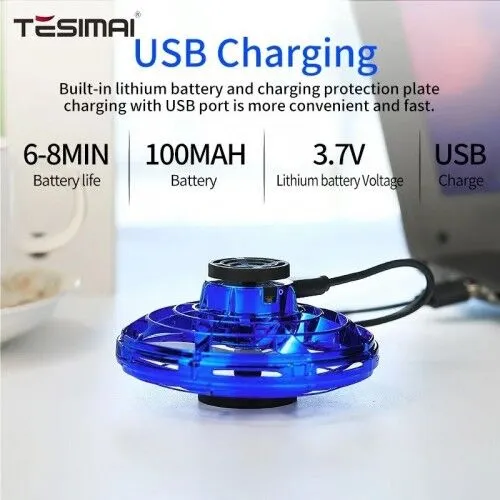 TESIMAI
USB Charging
Built-in lithium battery and charging protection plate
charging with USB port is more convenient and fast.
6-8MIN
Battery life
100MAH
Battery
3.7V
Lithium battery Voltage
USB
Charge